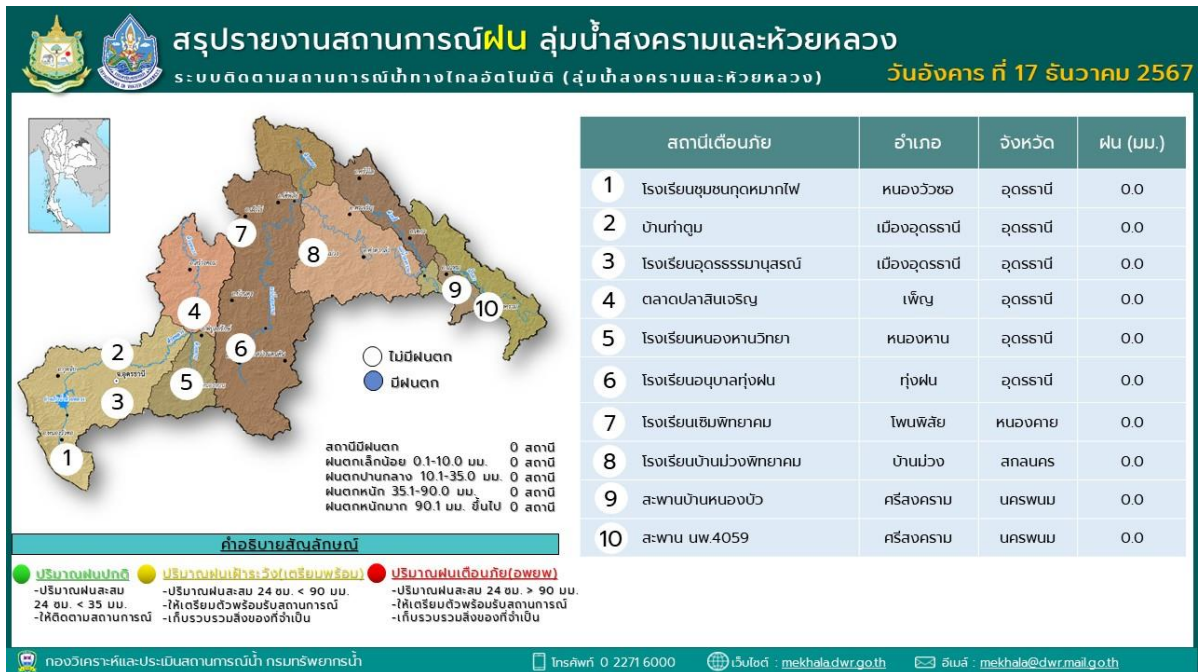 สรุปรายงานสถานการณ์ฝน ลุ่มน้ำสงครามและห้วยหลวง
ระบบติดตามสถานการณ์น้ำทางไกลอัตโนมัติ (ลุ่มน้ำสงครามและห้วยหลวง)
วันอังคาร ที่ 17 ธันวาคม 2567
สถานีเตือนภัย อำเภอ จังหวัด ฝน (มม.)
1 โรงเรียนชุมชนกุดหมากไฟ หนองวัวซอ อุดรธานี 0.0
2 บ้านท่าตูม เมืองอุดรธานี อุดรธานี 0.0
3 โรงเรียนอุดรธรรมานุสรณ์ เมืองอุดรธานี อุดรธานี 0.0
4 ตลาดปลาสินเจริญ เพ็ญ อุดรธานี 0.0
5 โรงเรียนหนองหานวิทยา หนองหาน อุดรธานี 0.0
6 โรงเรียนอนุบาลทุ่งฝน ทุ่งฝน อุดรธานี 0.0
7 โรงเรียนเซิมพิทยาคม โพนพิสัย หนองคาย 0.0
8 โรงเรียนบ้านม่วงพิทยาคม บ้านม่วง สกลนคร 0.0
9 สะพานบ้านหนองบัว ศรีสงคราม นครพนม 0.0
10 สะพาน นพ.4059 ศรีสงคราม นครพนม 0.0
7
8
9
10
4
6
2
5
3
1
จ.อุดรธานี
ไม่มีฝนตก
มีฝนตก
สถานีมีฝนตก 0 สถานี
ฝนตกเล็กน้อย 0.1-10.0 มม. 0 สถานี
ฝนตกปานกลาง 10.1-35.0 มม. 0 สถานี
ฝนตกหนัก 35.1-90.0 มม. 0 สถานี
ฝนตกหนักมาก 90.1 มม. ขึ้นไป 0 สถานี
คำอธิบายสัญลักษณ์
ปริมาณฝนปกติ
-ปริมาณฝนสะสม
24 ชม. < 35 มม.
-ให้ติดตามสถานการณ์
ปริมาณฝนเฝ้าระวัง(เตรียมพร้อม)
-ปริมาณฝนสะสม 24 ชม. < 90 มม.
-ให้เตรียมตัวพร้อมรับสถานการณ์
-เก็บรวบรวมสิ่งของที่จำเป็น
ปริมาณฝนเตือนภัย(อพยพ)
-ปริมาณฝนสะสม 24 ชม. > 90 มม.
-ให้เตรียมตัวพร้อมรับสถานการณ์
-เก็บรวบรวมสิ่งของที่จำเป็น
กองวิเคราะห์และประเมินสถานการณ์น้ำ กรมทรัพยากรน้ำ
โทรศัพท์ 0 2271 6000
เว็บไซต์ : mekhala.dwr.go.th
อีเมล์ : mekhala@dwr.mail.go.th